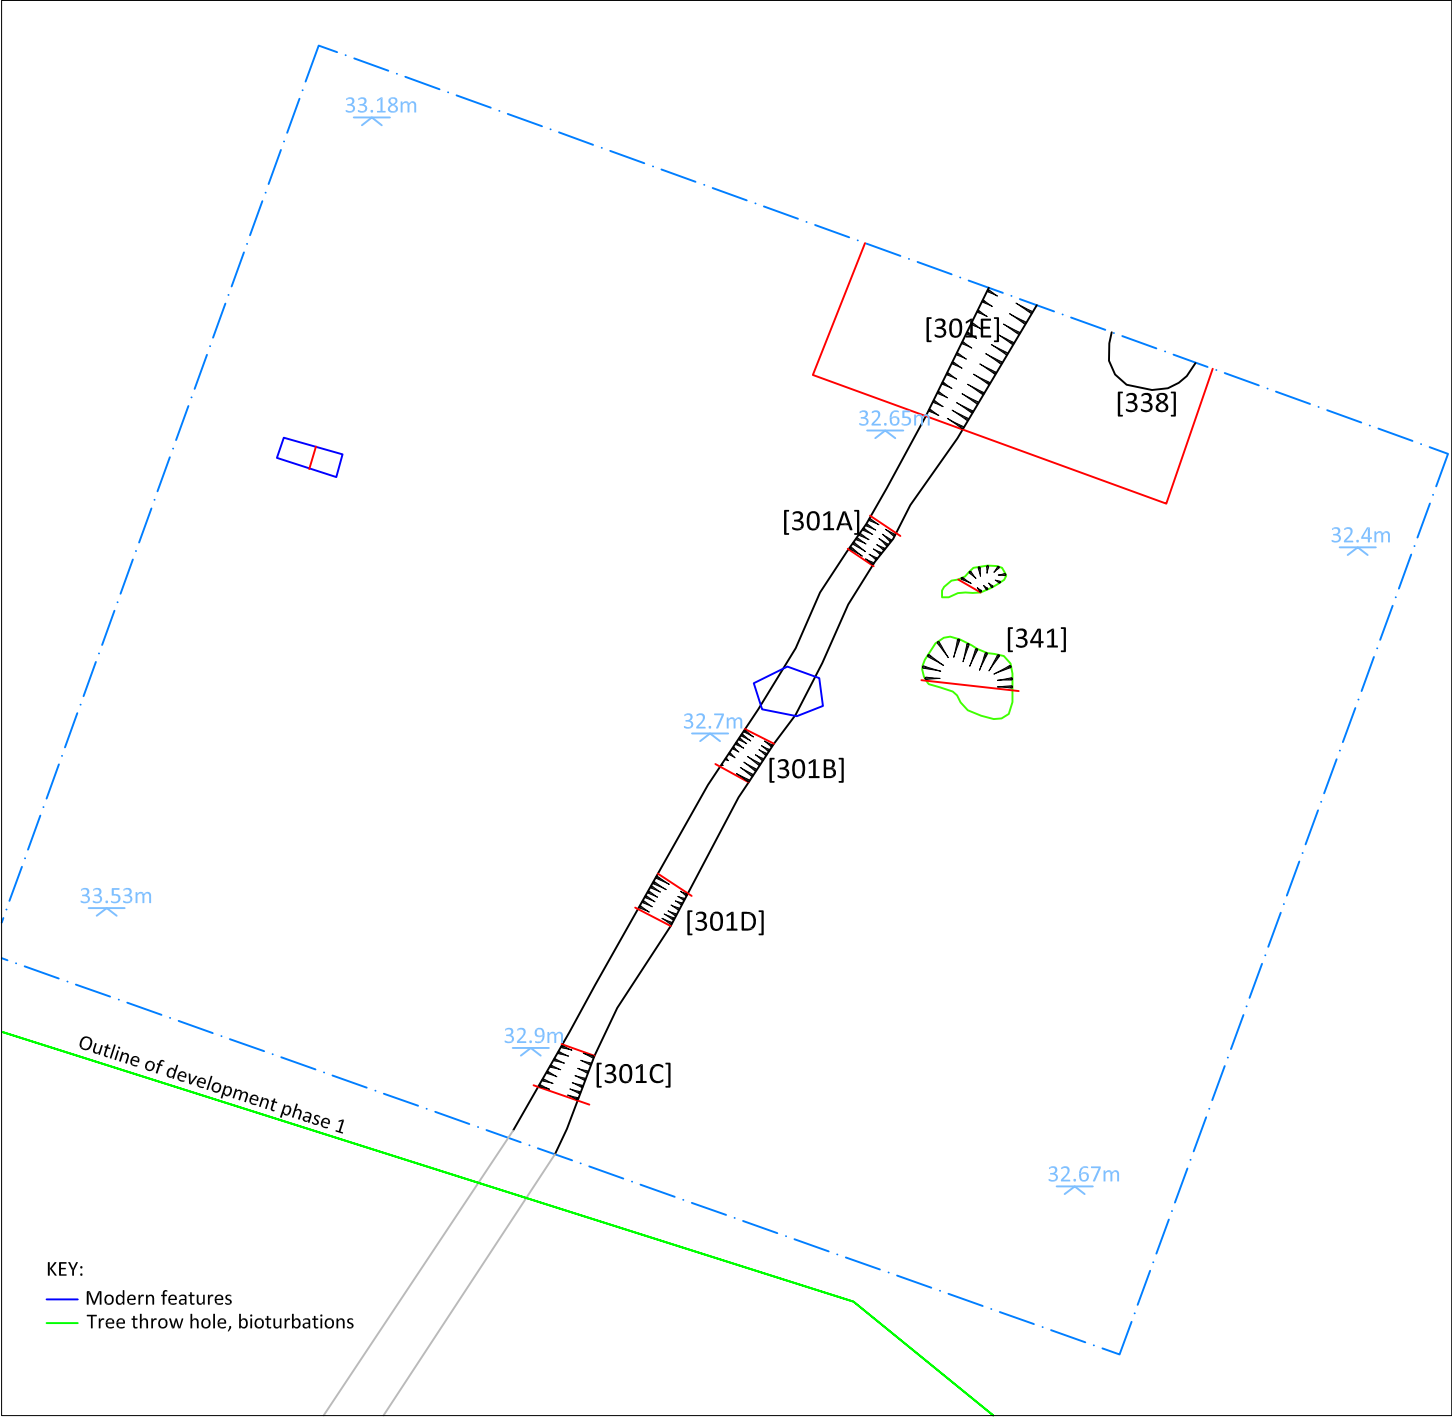 33.18m
[301E]
[338]
32.65m
[301A]
32.4m
[341]
32.7m
[301B]
33.53m
[301D]
32.9m
[301C]
Outline of development phase 1
32.67m
KEY:
Modern features
Tree throw hole, bioturbations